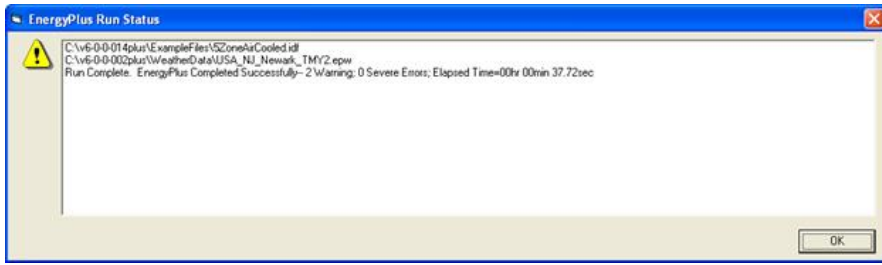 EnergyPlus Run Status
C:\v6-0-0-014plus\ExampleFiles\5ZoneAirCooled.idf
C:\v6-0-0-002plus\WeatherData\USA_NJ_Newark_TMY2.epw
Run Complete. EnergyPlus Completed Successfully-- 2 Warning; 0 Severe Errors; Elapsed Time=00hr 00min 37.72sec
OK